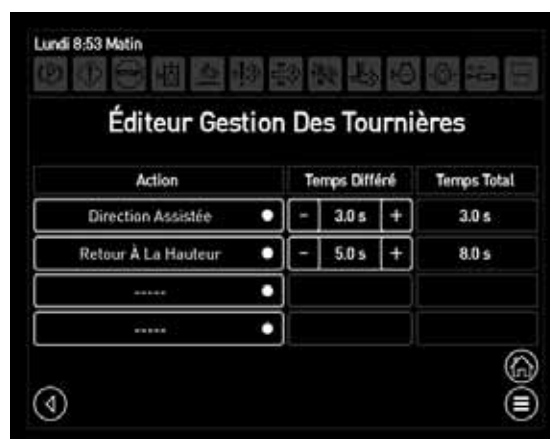 Lundi 8:53 Matin
Éditeur Gestion Des Tournières
Action Temps Différé Temps Total
Direction Assistée - 3.0 s + 3.0 s
Retour À La Hauteur - 5.0 s + 8.0 s
-----
-----